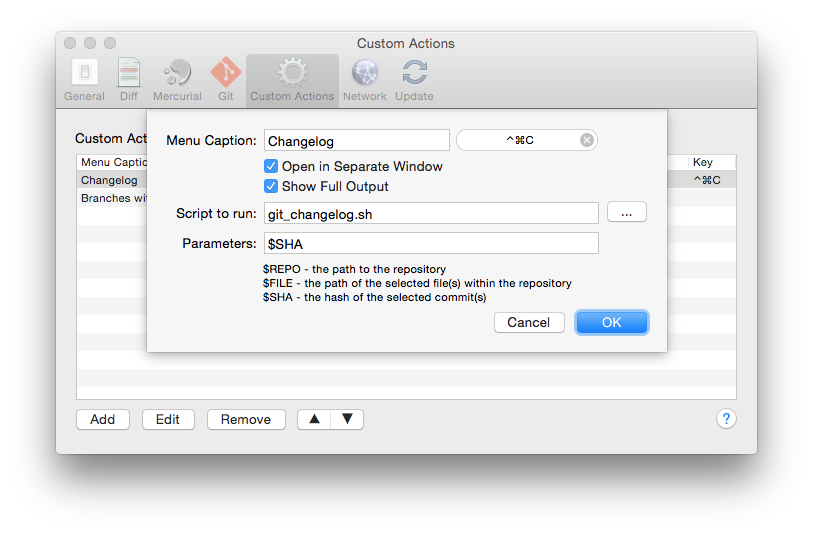 Custom Actions
General Diff Mercurial Git Custom Actions Network Update
Custom Act
Menu Caption: Changelog ^⌘C
Open in Separate Window
Show Full Output
Script to run: git_changelog.sh ...
Parameters: $SHA
$REPO - the path to the repository
$FILE - the path of the selected file(s) within the repository
$SHA - the hash of the selected commit(s)
Cancel OK
Menu Captio Key
Changelog ^⌘C
Branches wi
Add Edit Remove ▲ ▼ ?